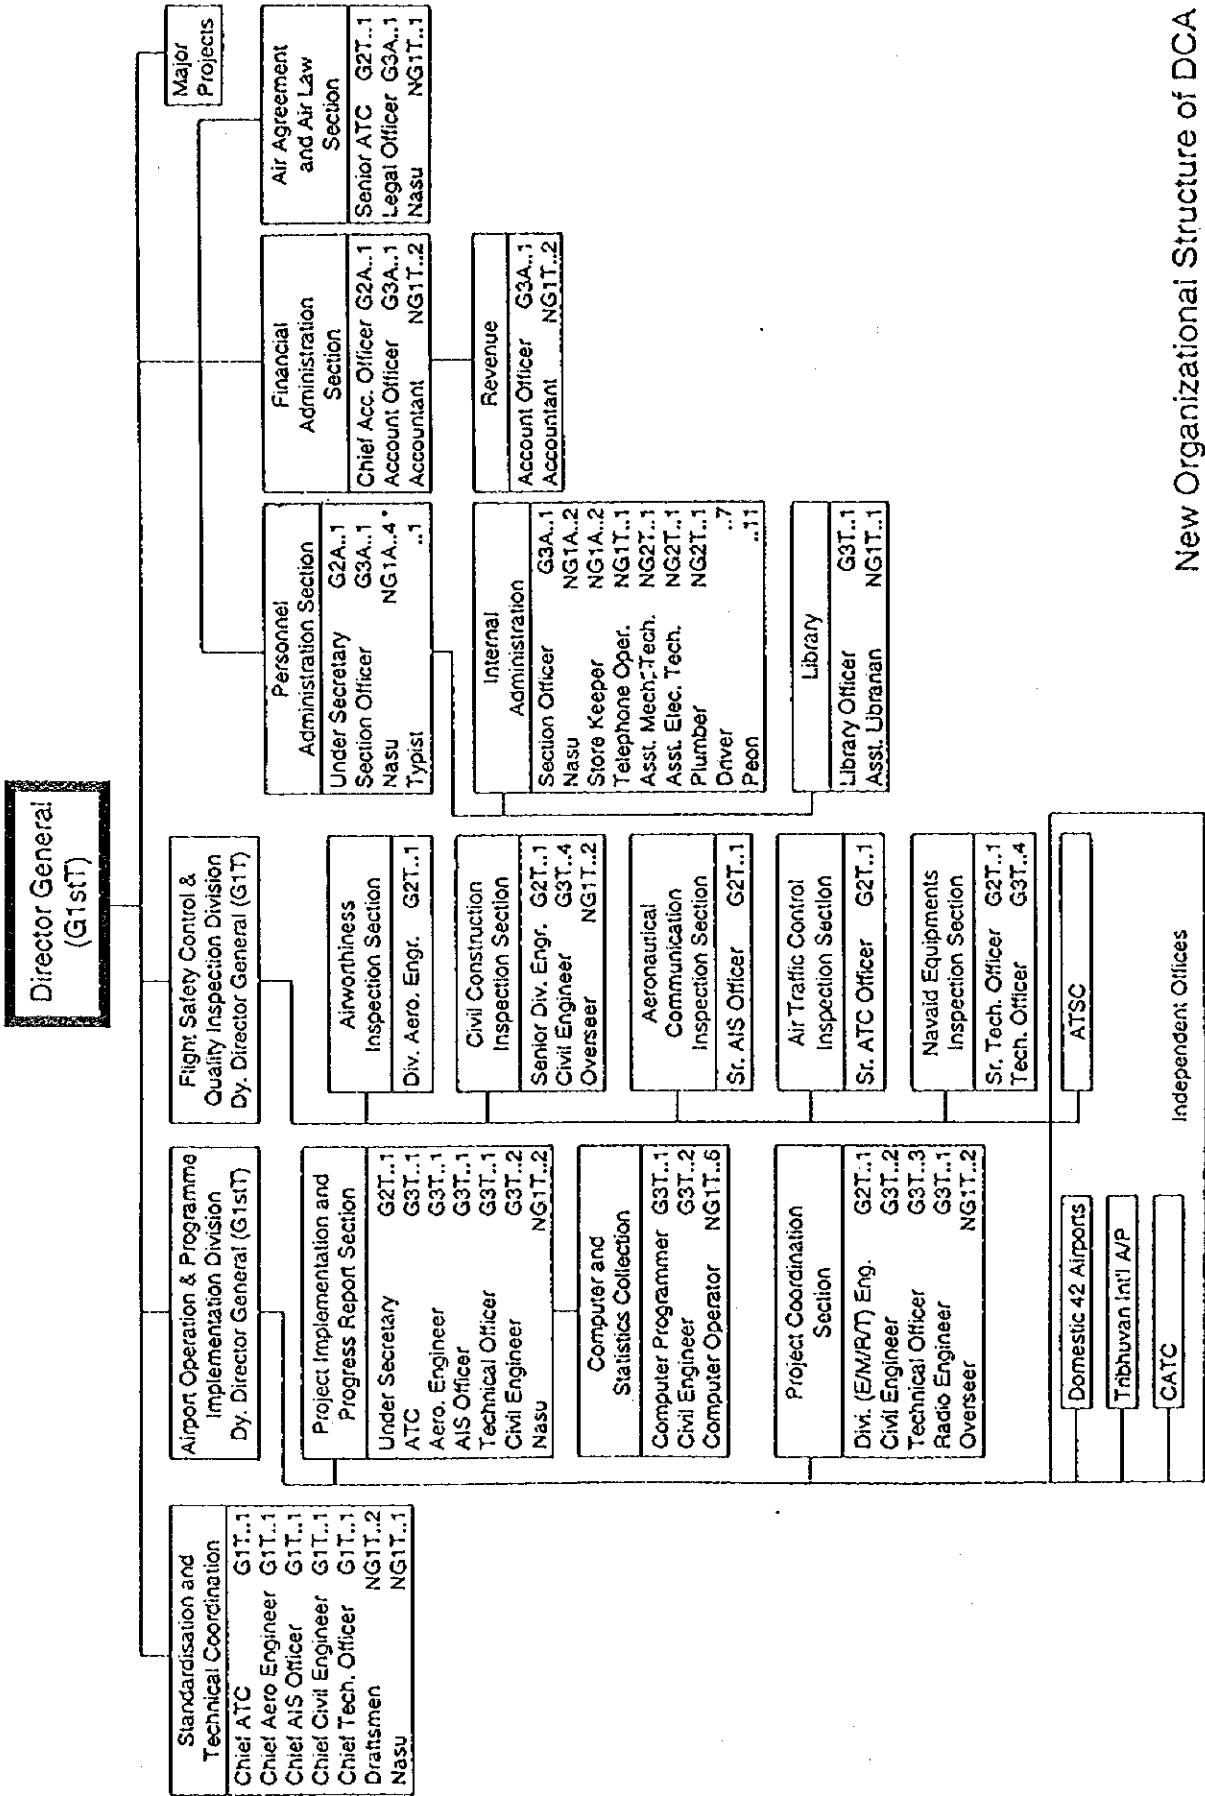 Director General
(G1stT)
Standardisation and
Technical Coordination
Chief ATC G1T..1
Chief Aero Engineer G1T..1
Chief AIS Officer G1T..1
Chief Civil Engineer G1T..1
Chief Tech. Officer G1T..1
Draftsmen NG1T..2
Nasu NG1T..1
Airport Operation & Programme
Implementation Division
Dy. Director General (G1stT)
Project Implementation and
Progress Report Section
Under Secretary G2T..1
ATC G3T..1
Aero. Engineer G3T..1
AIS Officer G3T..1
Technical Officer G3T..1
Civil Engineer G3T..2
Nasu NG1T..2
Computer and
Statistics Collection
Computer Programmer G3T..1
Civil Engineer G3T..2
Computer Operator NG1T..6
Project Coordination
Section
Divi. (E/M/R/T) Eng. G2T..1
Civil Engineer G3T..2
Technical Officer G3T..3
Radio Engineer G3T..1
Overseer NG1T..2
Domestic 42 Airports
Tribhuvan Int'l A/P
CATC
Flight Safety Control &
Quality Inspection Division
Dy. Director General (G1T)
Airworthiness
Inspection Section
Div. Aero. Engr. G2T..1
Civil Construction
Inspection Section
Senior Div. Engr. G2T..1
Civil Engineer G3T..4
Overseer NG1T..2
Aeronautical
Communication
Inspection Section
Sr. AIS Officer G2T..1
Air Traffic Control
Inspection Section
Sr. ATC Officer G2T..1
Navaid Equipments
Inspection Section
Sr. Tech. Officer G2T..1
Tech. Officer G3T..4
ATSC
Independent Offices
Personnel
Administration Section
Under Secretary G2A..1
Section Officer G3A..1
Nasu NG1A..4 *
Typist ..1
Internal
Administration
Section Officer G3A..1
Nasu NG1A..2
Store Keeper NG1A..2
Telephone Oper. NG1T..1
Asst. Mech. Tech. NG2T..1
Asst. Elec. Tech. NG2T..1
Plumber NG2T..1
Driver ..7
Peon ..11
Library
Library Officer G3T..1
Asst. Librarian NG1T..1
Financial
Administration
Section
Chief Acc. Officer G2A..1
Account Officer G3A..1
Accountant NG1T..2
Revenue
Account Officer G3A..1
Accountant NG1T..2
Air Agreement
and Air Law
Section
Senior ATC G2T..1
Legal Officer G3A..1
Nasu NG1T..1
Major
Projects
New Organizational Structure of DCA